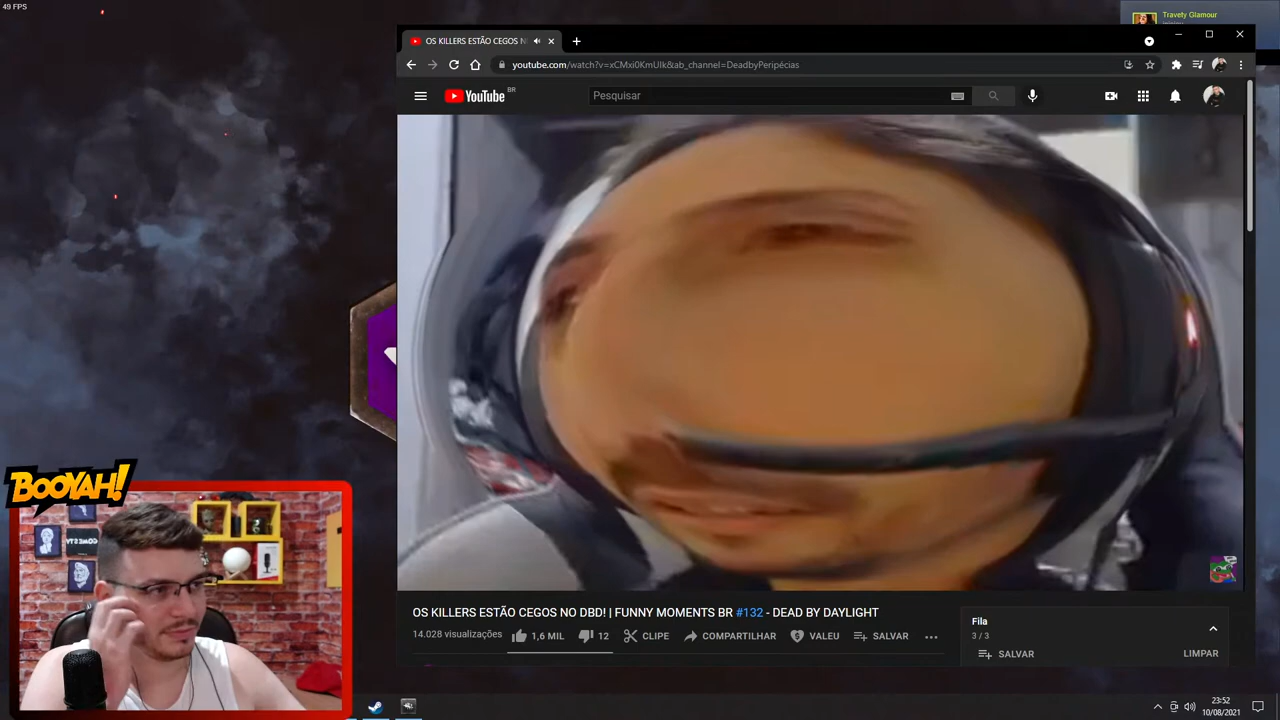 49 FPS
Travety Glamour
OS KILLERS ESTÃO CEGOS N
youtube.com/watch?v=xCMxi0KmUIk&ab_channel=DeadbyPeripécias
YouTube BR
Pesquisar
BOOYAH!
OS KILLERS ESTÃO CEGOS NO DBD! | FUNNY MOMENTS BR #132 - DEAD BY DAYLIGHT
14.028 visualizações
1,6 MIL
12
CLIPE
COMPARTILHAR
VALEU
SALVAR
Fila
3 / 3
SALVAR
LIMPAR
23:52
10/08/2021